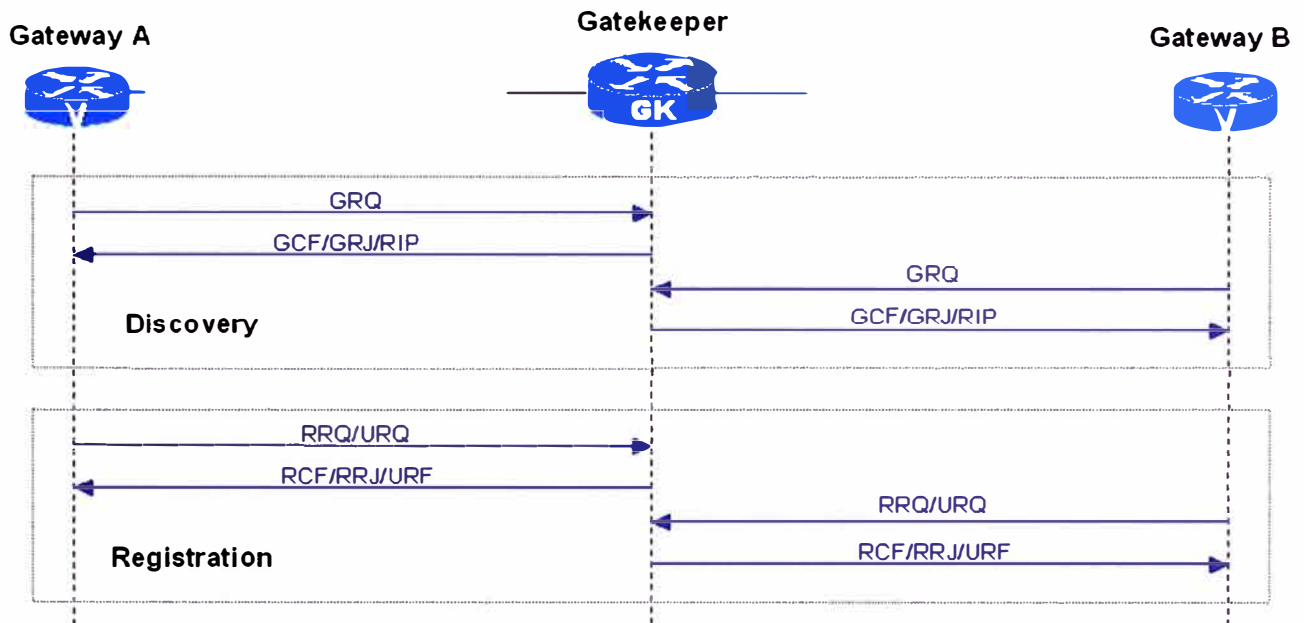 Gatekeeper
Gateway A
Gateway B
V
GK
V
GRQ
GCF/GRJ/RIP
GRQ
GCF/GRJ/RIP
Discovery
RRQ/URQ
RCF/RRJ/URF
RRQ/URQ
RCF/RRJ/URF
Registration